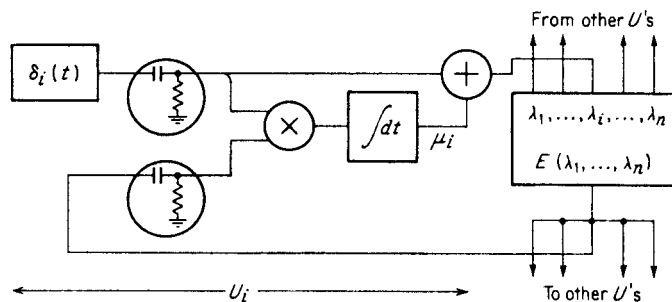 From other U's
δᵢ(t)
+
×
∫dt
μᵢ
λ₁, ..., λᵢ, ..., λₙ
E(λ₁, ..., λₙ)
Uᵢ
To other U's